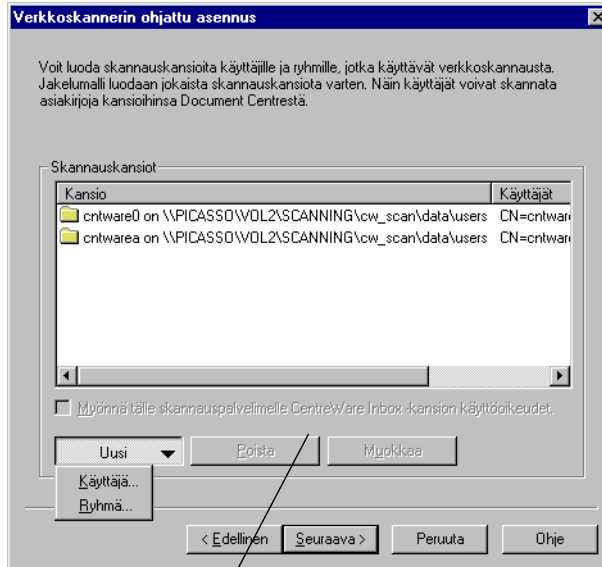 Verkkoskannerin ohjattu asennus
Voit luoda skannauskansioita käyttäjille ja ryhmille, jotka käyttävät verkkoskannausta.
Jakelumalli luodaan jokaista skannauskansiota varten. Näin käyttäjät voivat skannata
asiakirjoja kansioihinsa Document Centrestä.
Skannauskansiot
Kansio Käyttäjät
cntware0 on \\PICASSO\VOL2\SCANNING\cw_scan\data\users CN=cntware
cntwarea on \\PICASSO\VOL2\SCANNING\cw_scan\data\users CN=cntware
Myönnä tälle skannauspalvelimelle CentreWare Inbox -kansion käyttöoikeudet.
Uusi Poista Muokkaa
Käyttäjä...
Ryhmä...
< Edellinen Seuraava > Peruuta Ohje